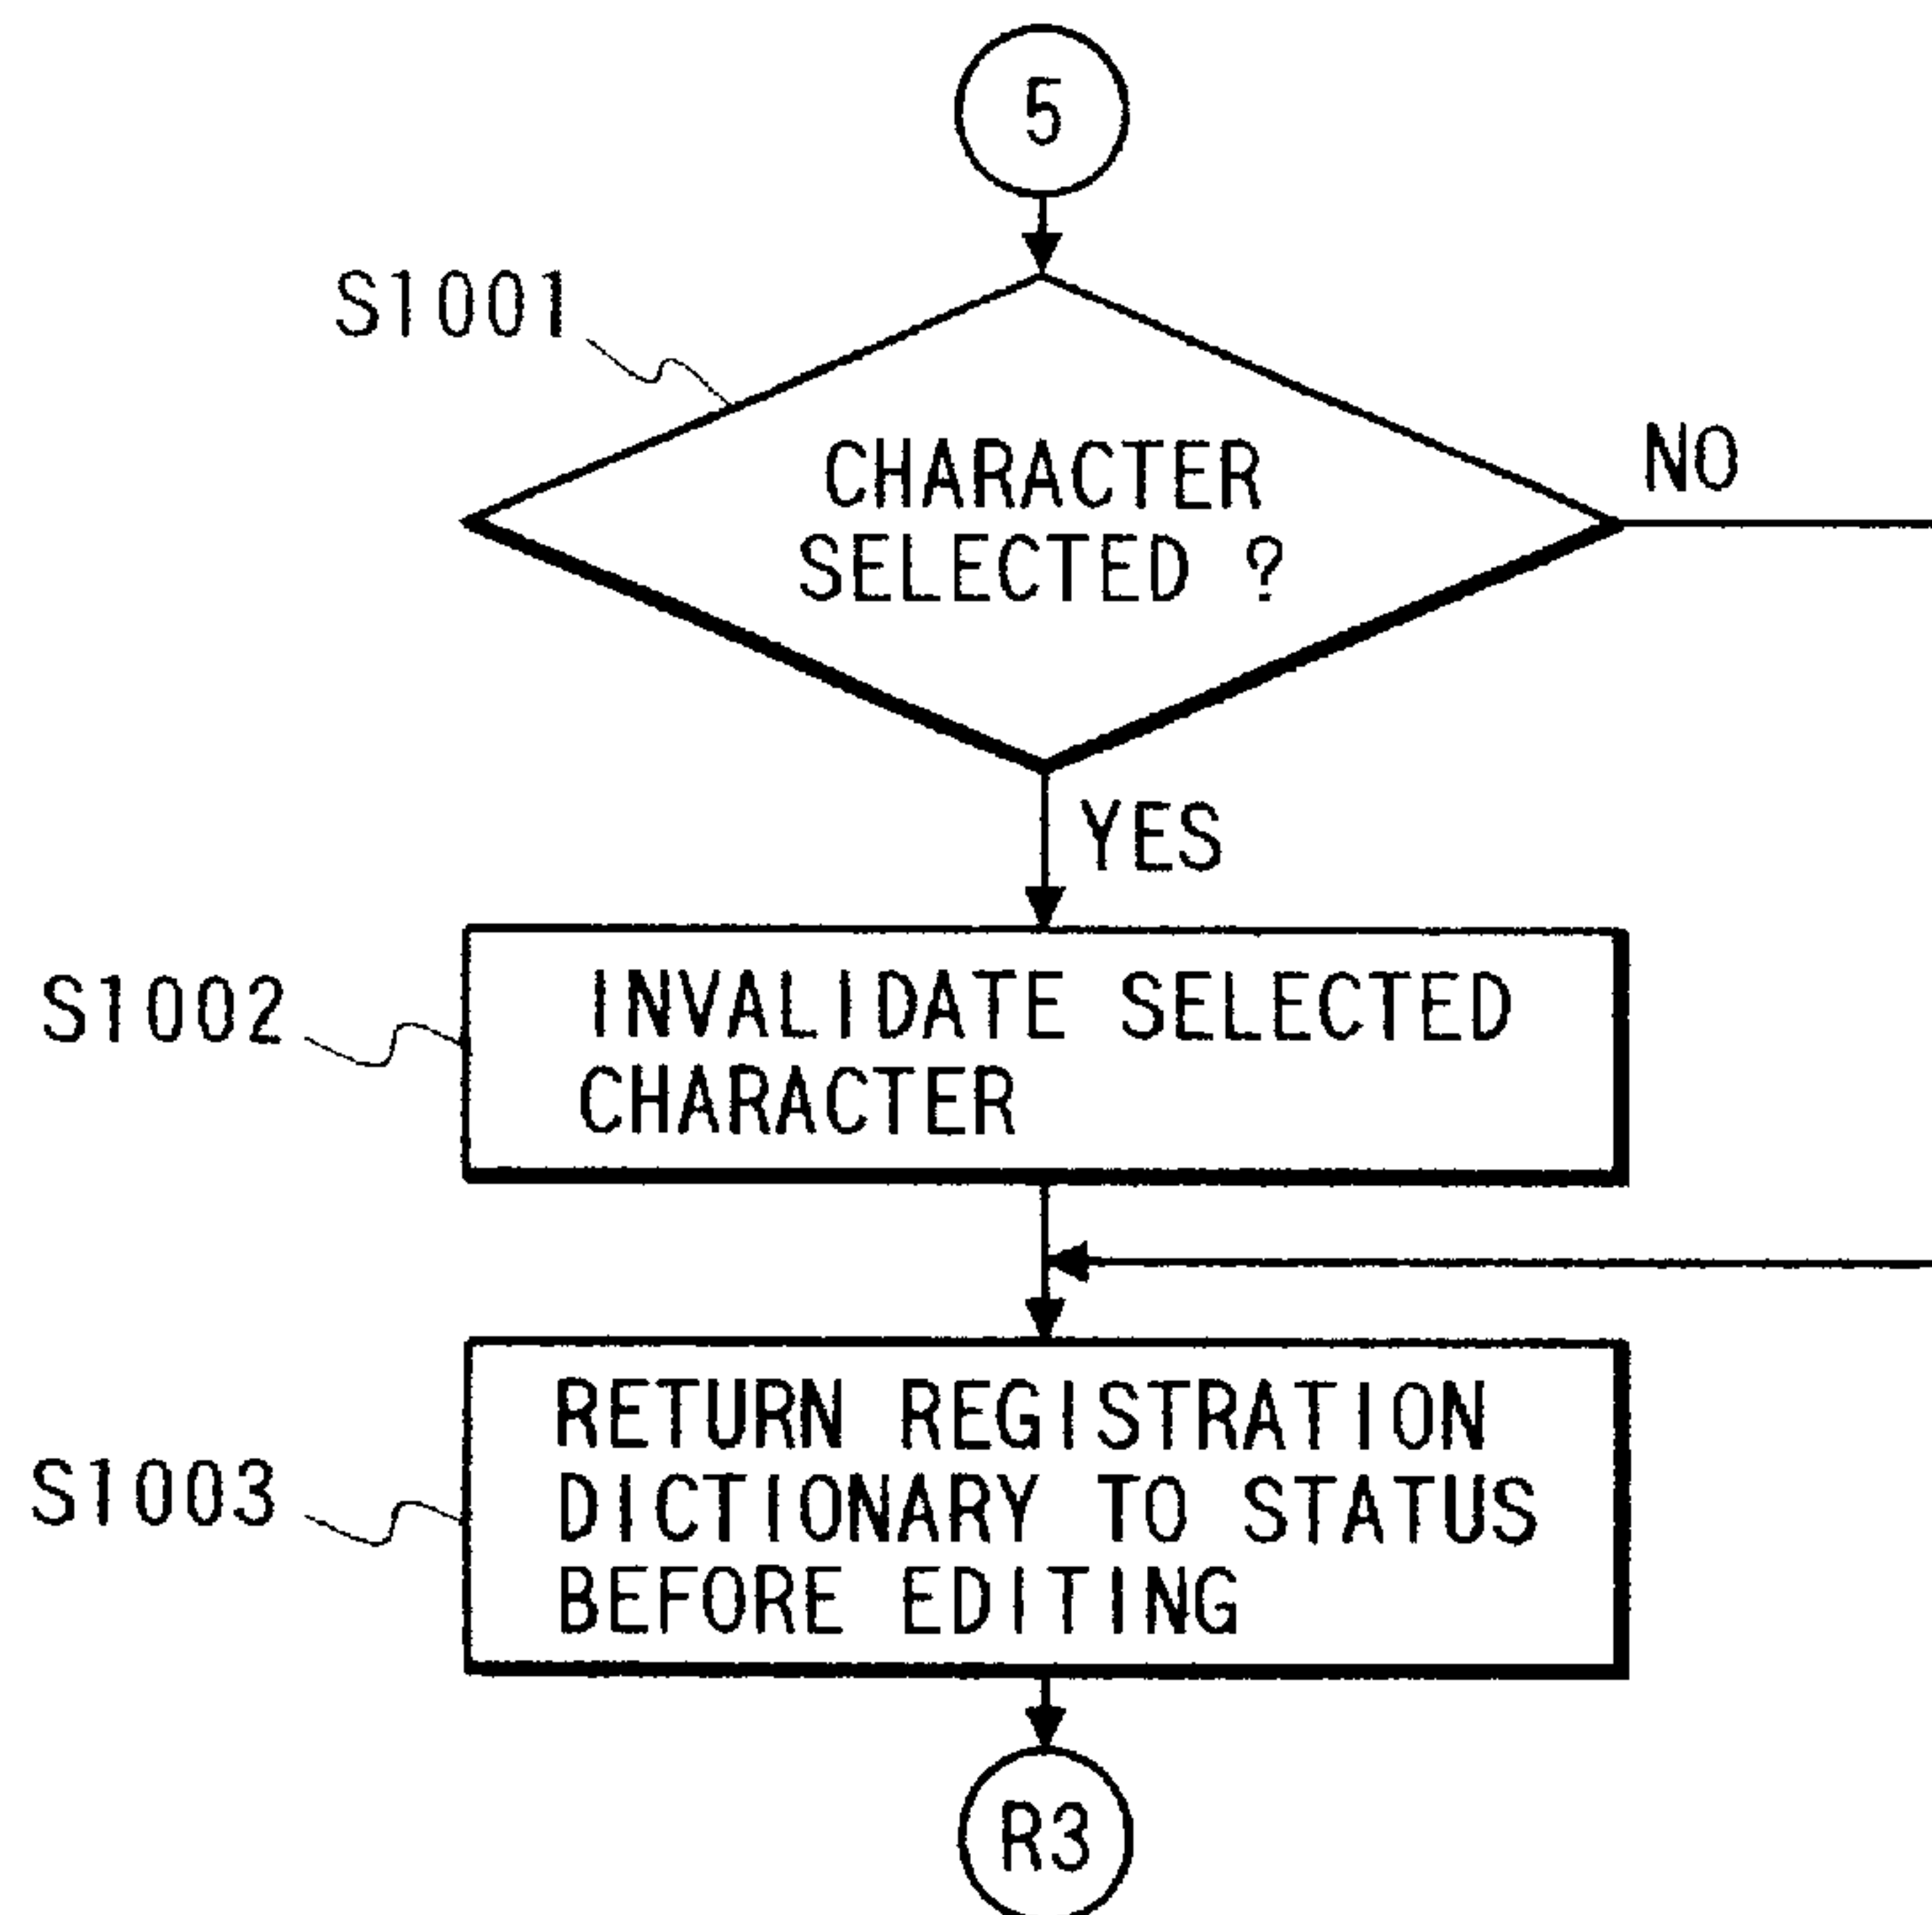 5
S1001
CHARACTER
SELECTED ?
NO
YES
S1002
INVALIDATE SELECTED
CHARACTER
S1003
RETURN REGISTRATION
DICTIONARY TO STATUS
BEFORE EDITING
R3